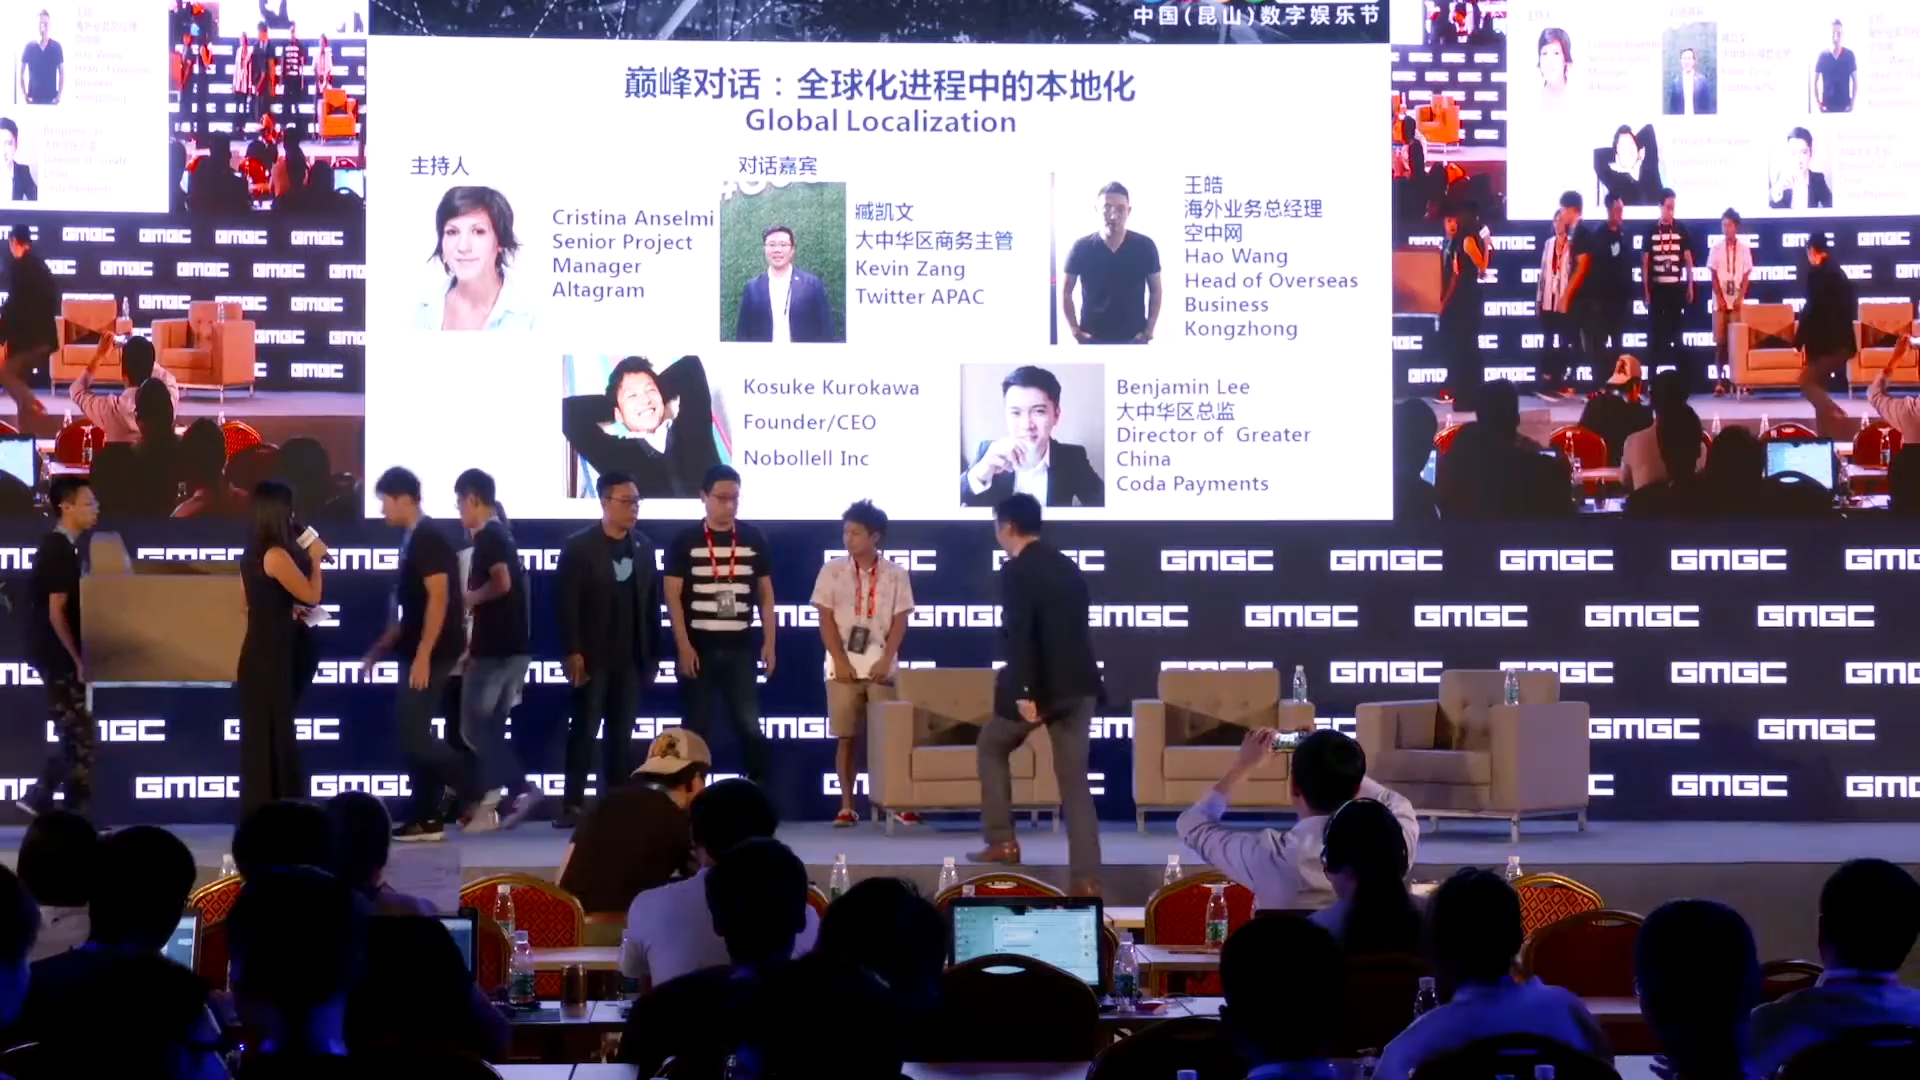 中国(昆山)数字娱乐节
巅峰对话：全球化进程中的本地化
Global Localization
主持人
对话嘉宾
Cristina Anselmi
Senior Project
Manager
Altagram
臧凯文
大中华区商务主管
Kevin Zang
Twitter APAC
王皓
海外业务总经理
空中网
Hao Wang
Head of Overseas
Business
Kongzhong
Kosuke Kurokawa
Founder/CEO
Nobollell Inc
Benjamin Lee
大中华区总监
Director of Greater
China
Coda Payments
GMGC